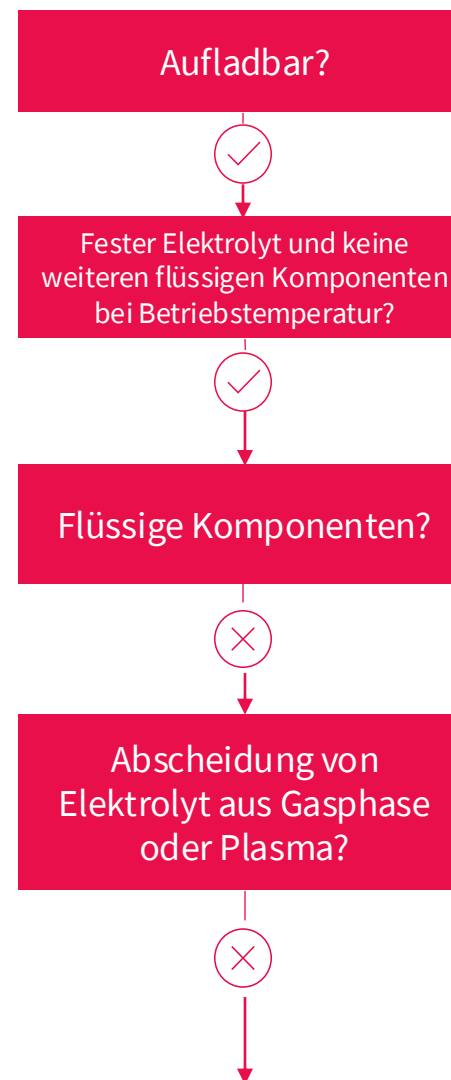 Aufladbar?
Fester Elektrolyt und keine
weiteren flüssigen Komponenten
bei Betriebstemperatur?
Flüssige Komponenten?
Abscheidung von
Elektrolyt aus Gasphase
oder Plasma?